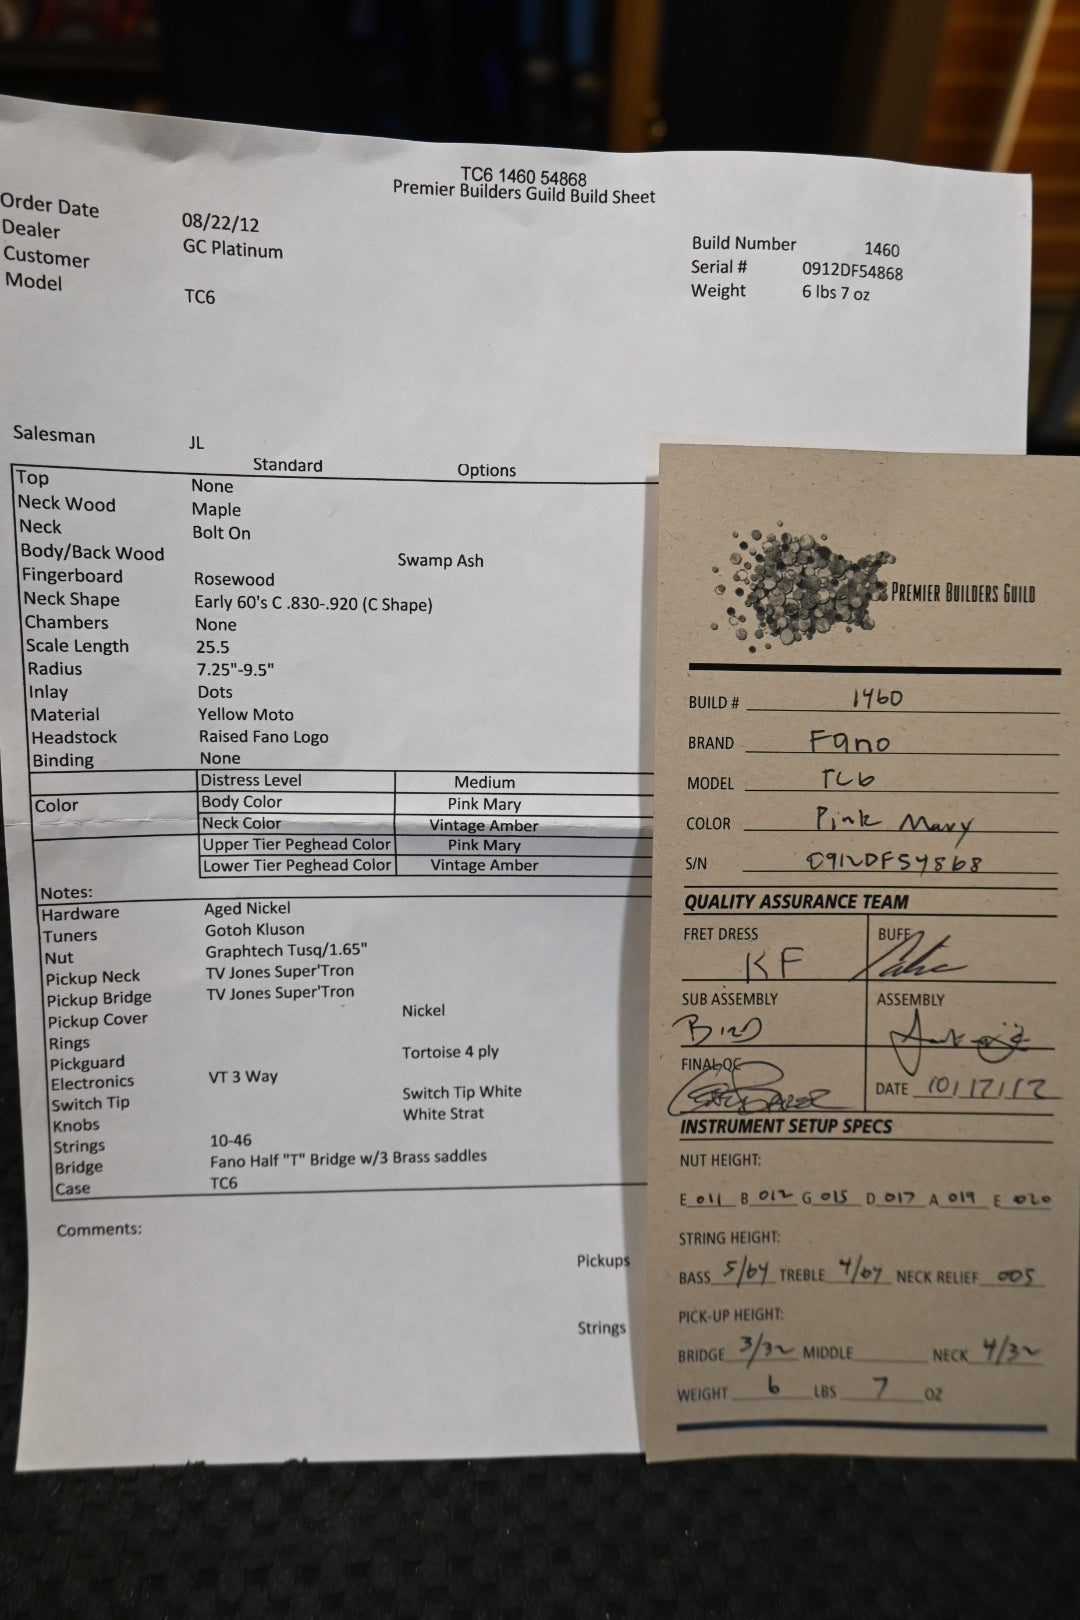 TC6 1460 54868
Premier Builders Guild Build Sheet
Order Date 08/22/12
Dealer GC Platinum
Customer
Model TC6
Build Number 1460
Serial # 0912DF54868
Weight 6 lbs 7 oz
Salesman JL
Standard Options
Top None
Neck Wood Maple
Neck Bolt On
Body/Back Wood Swamp Ash
Fingerboard Rosewood
Neck Shape Early 60's C .830-.920 (C Shape)
Chambers None
Scale Length 25.5
Radius 7.25"-9.5"
Inlay Dots
Material Yellow Moto
Headstock Raised Fano Logo
Binding None
Distress Level Medium
Color Body Color Pink Mary
Neck Color Vintage Amber
Upper Tier Peghead Color Pink Mary
Lower Tier Peghead Color Vintage Amber
Notes:
Hardware Aged Nickel
Tuners Gotoh Kluson
Nut Graphtech Tusq/1.65"
Pickup Neck TV Jones Super'Tron
Pickup Bridge TV Jones Super'Tron
Pickup Cover Nickel
Rings
Pickguard Tortoise 4 ply
Electronics VT 3 Way
Switch Tip Switch Tip White
Knobs White Strat
Strings 10-46
Bridge Fano Half "T" Bridge w/3 Brass saddles
Case TC6
Comments:
Pickups
Strings
PREMIER BUILDERS GUILD
BUILD # 1460
BRAND Fano
MODEL TC6
COLOR Pink Mary
S/N 0912DF54868
QUALITY ASSURANCE TEAM
FRET DRESS KF
BUFF
SUB ASSEMBLY
ASSEMBLY
FINAL QC
DATE 10/17/12
INSTRUMENT SETUP SPECS
NUT HEIGHT:
E 011 B 012 G 015 D 017 A 019 E 020
STRING HEIGHT:
BASS 5/64 TREBLE 4/64 NECK RELIEF 005
PICK-UP HEIGHT:
BRIDGE 3/32 MIDDLE NECK 4/32
WEIGHT 6 LBS 7 OZ